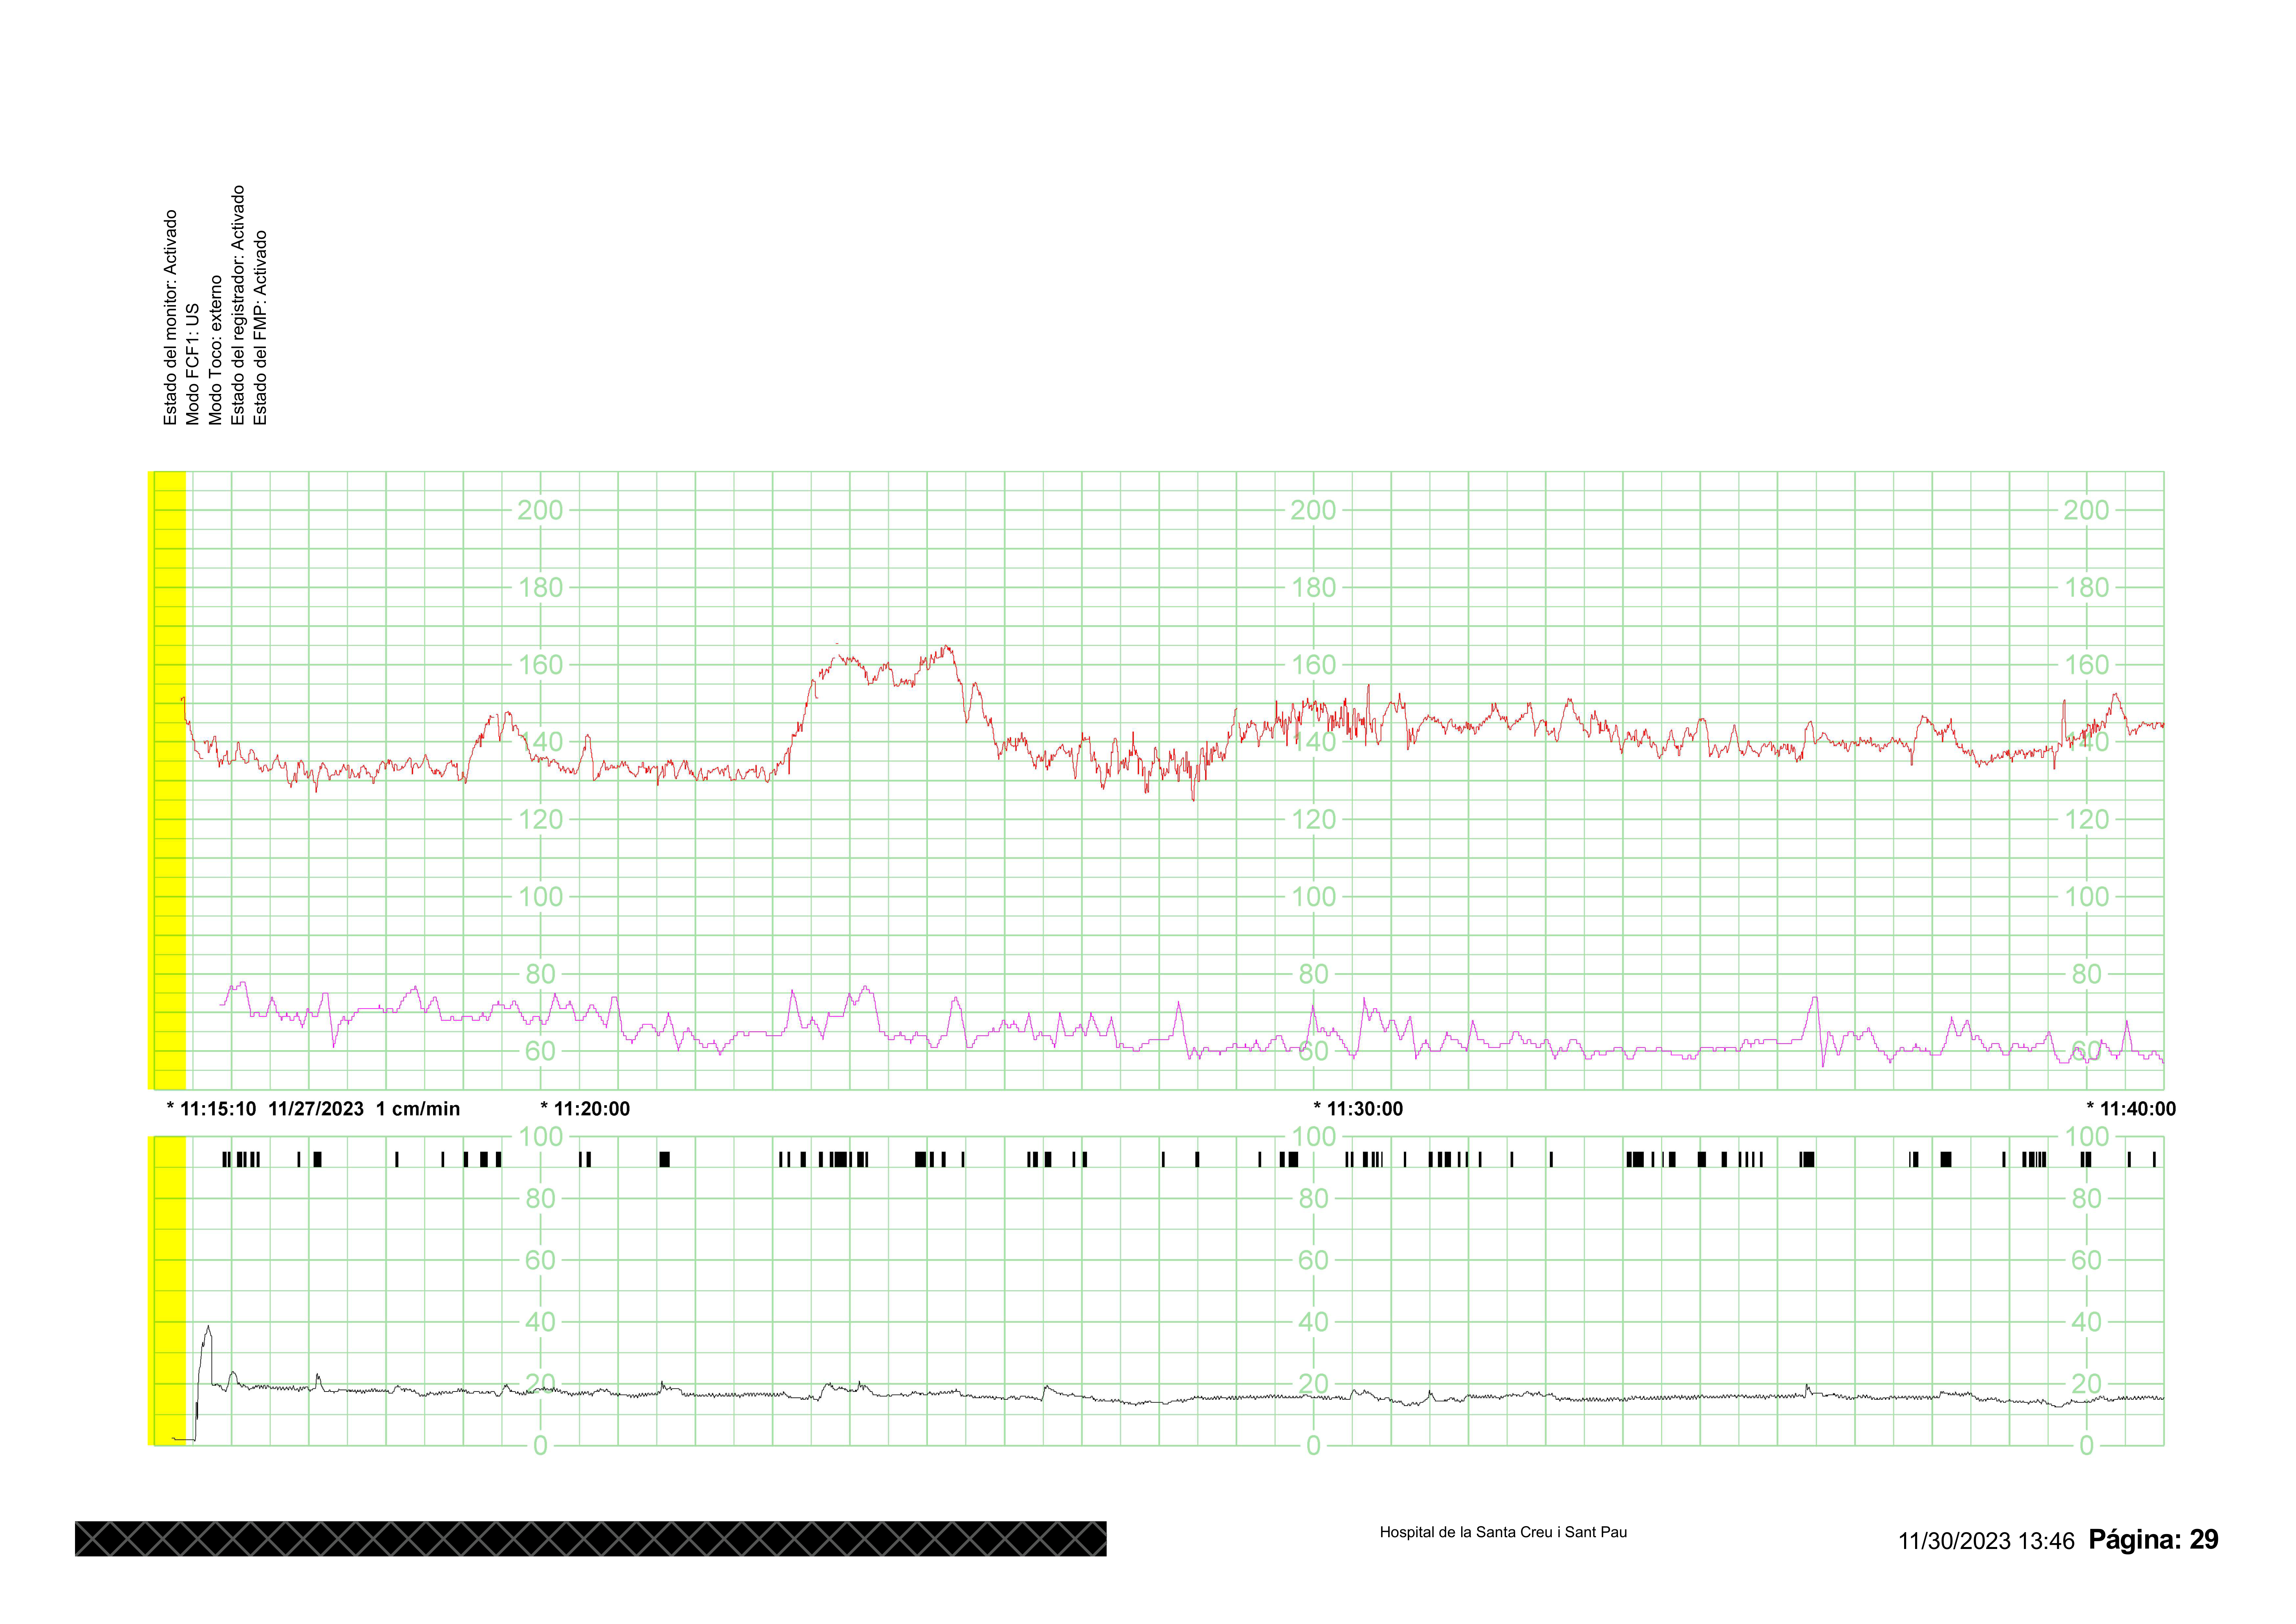 Estado del monitor: Activado
Modo FCF1: US
Modo Toco: externo
Estado del registrador: Activado
Estado del FMP: Activado
200 200 200
180 180 180
160 160 160
140 140 140
120 120 120
100 100 100
80 80 80
60 60 60
* 11:15:10 11/27/2023 1 cm/min * 11:20:00 * 11:30:00 * 11:40:00
100 100 100
80 80 80
60 60 60
40 40 40
20 20 20
0 0 0
Hospital de la Santa Creu i Sant Pau
11/30/2023 13:46 Página: 29